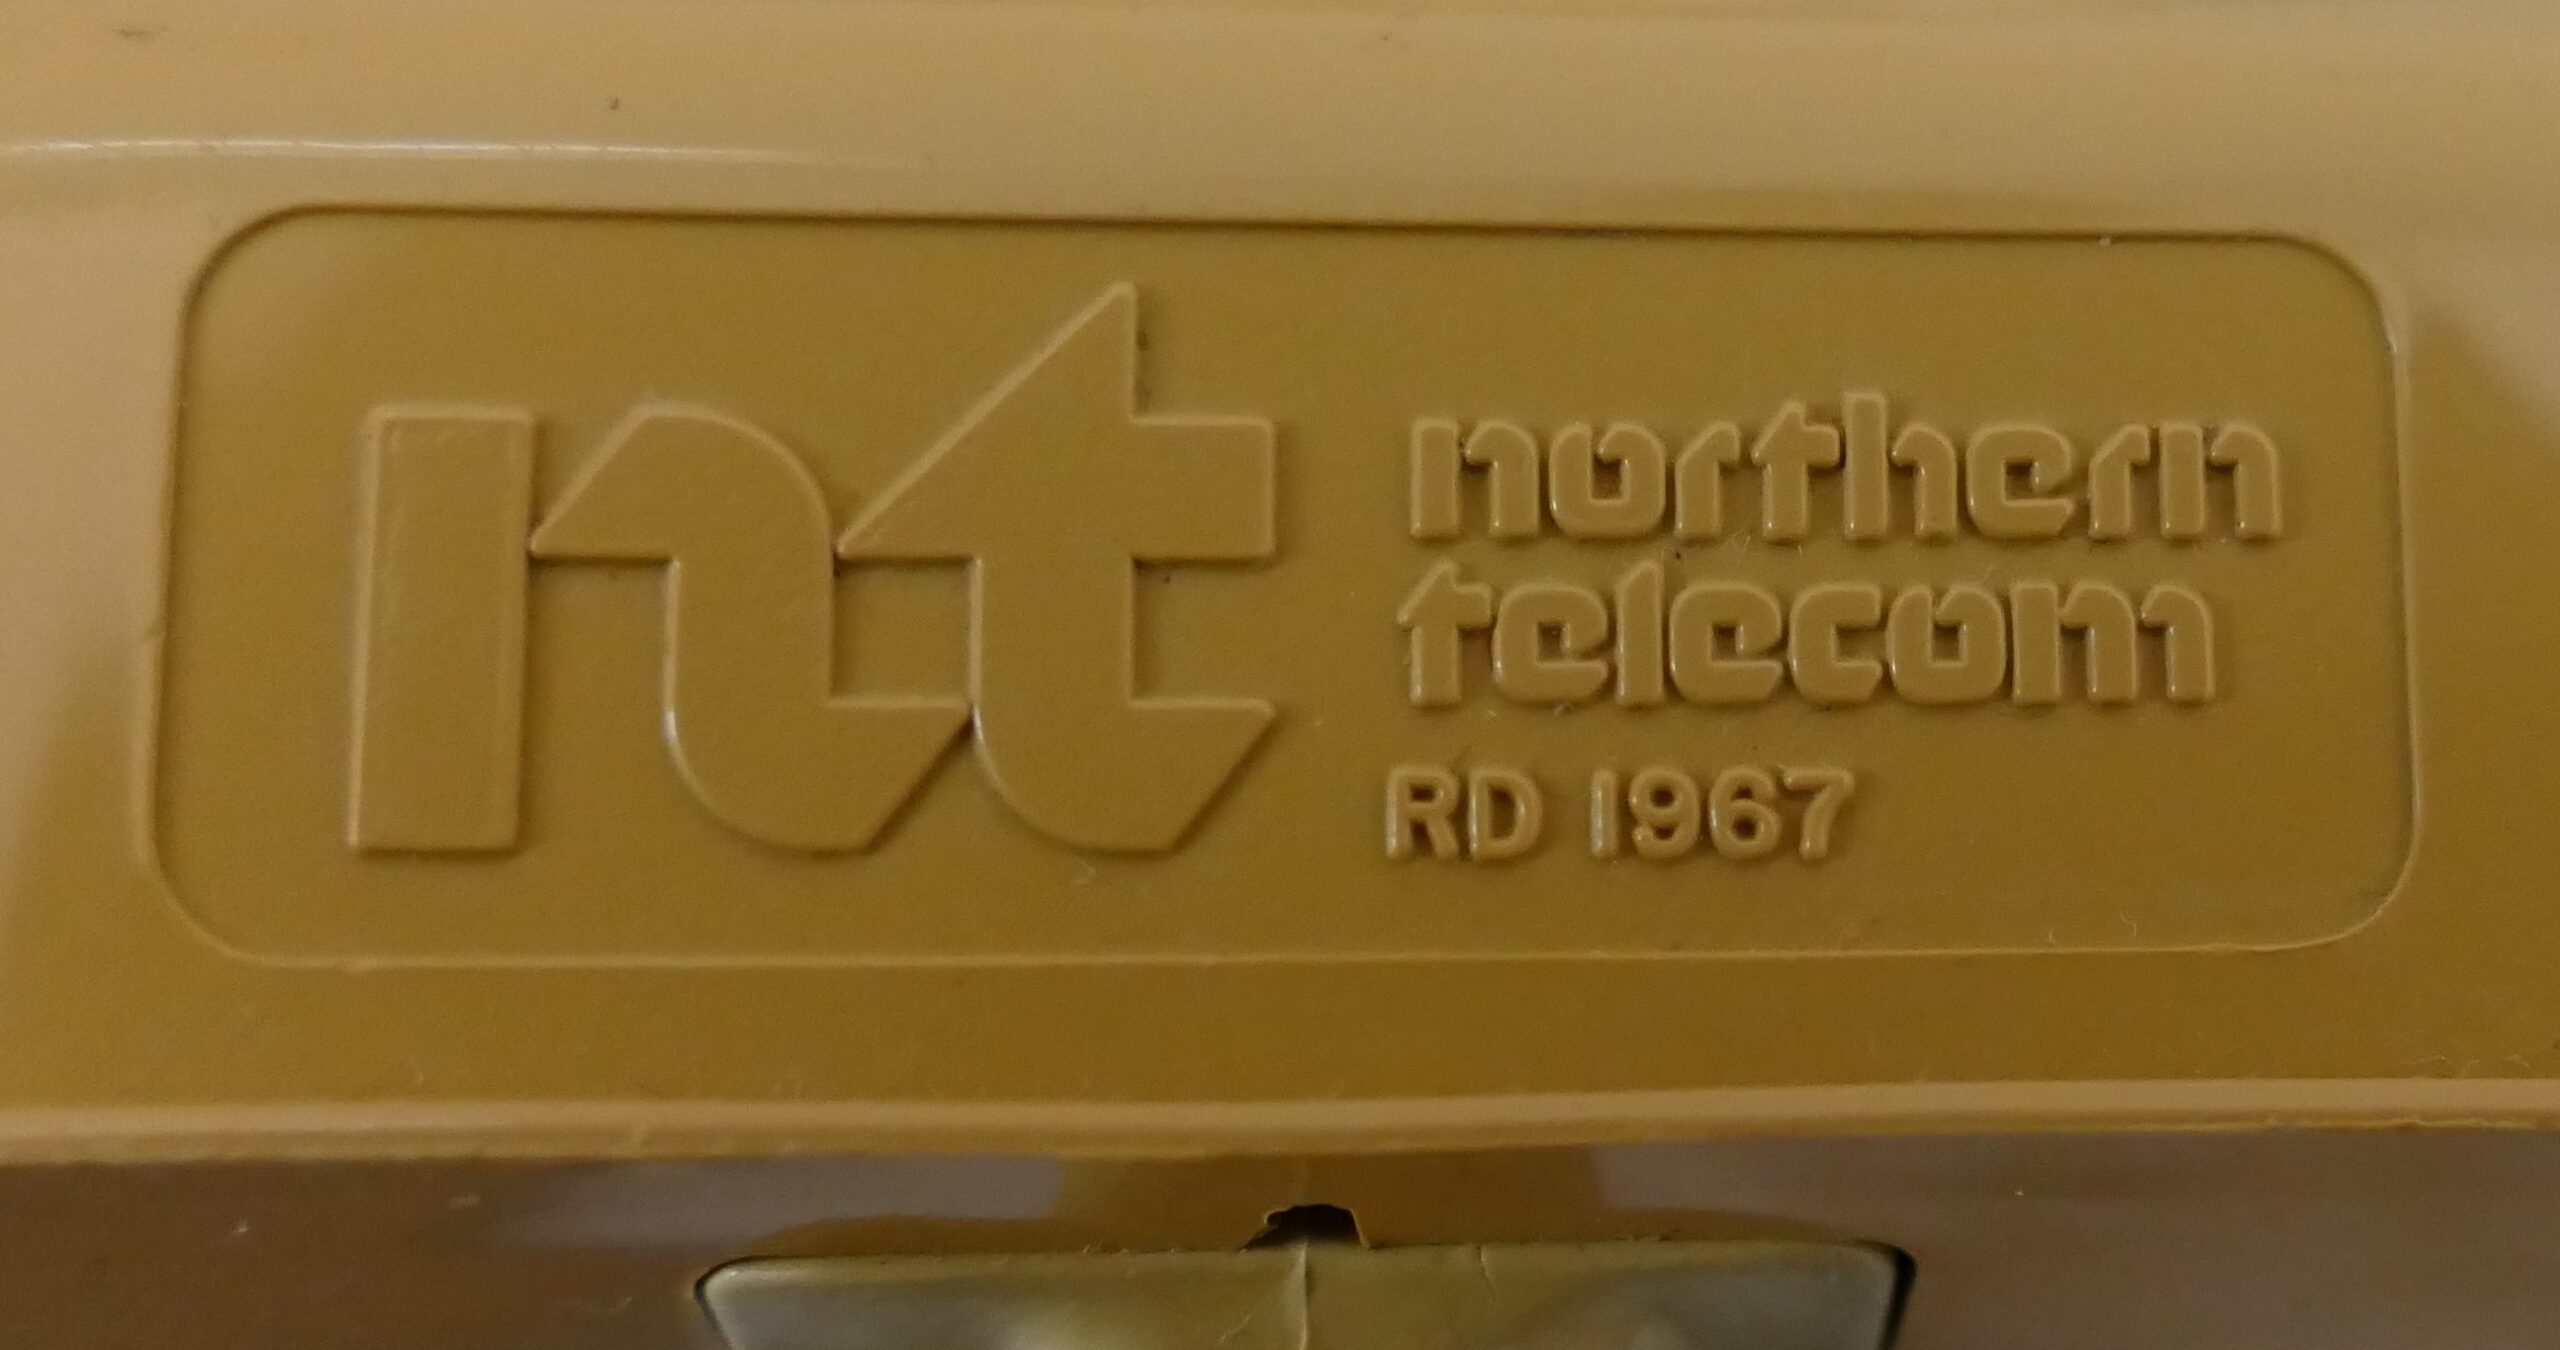 nt
northern
telecom
RD 1967